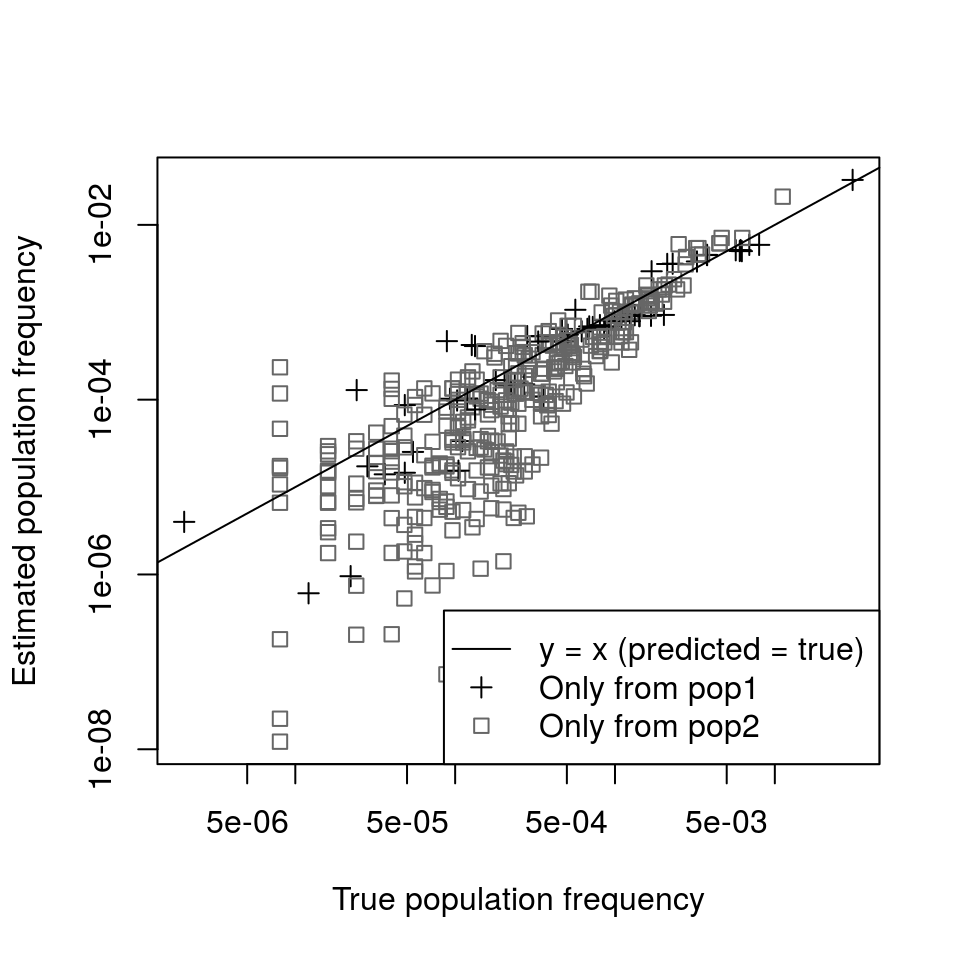 Estimated population frequency
1e-02
1e-04
1e-06
1e-08
y = x (predicted = true)
Only from pop1
Only from pop2
5e-06 5e-05 5e-04 5e-03
True population frequency